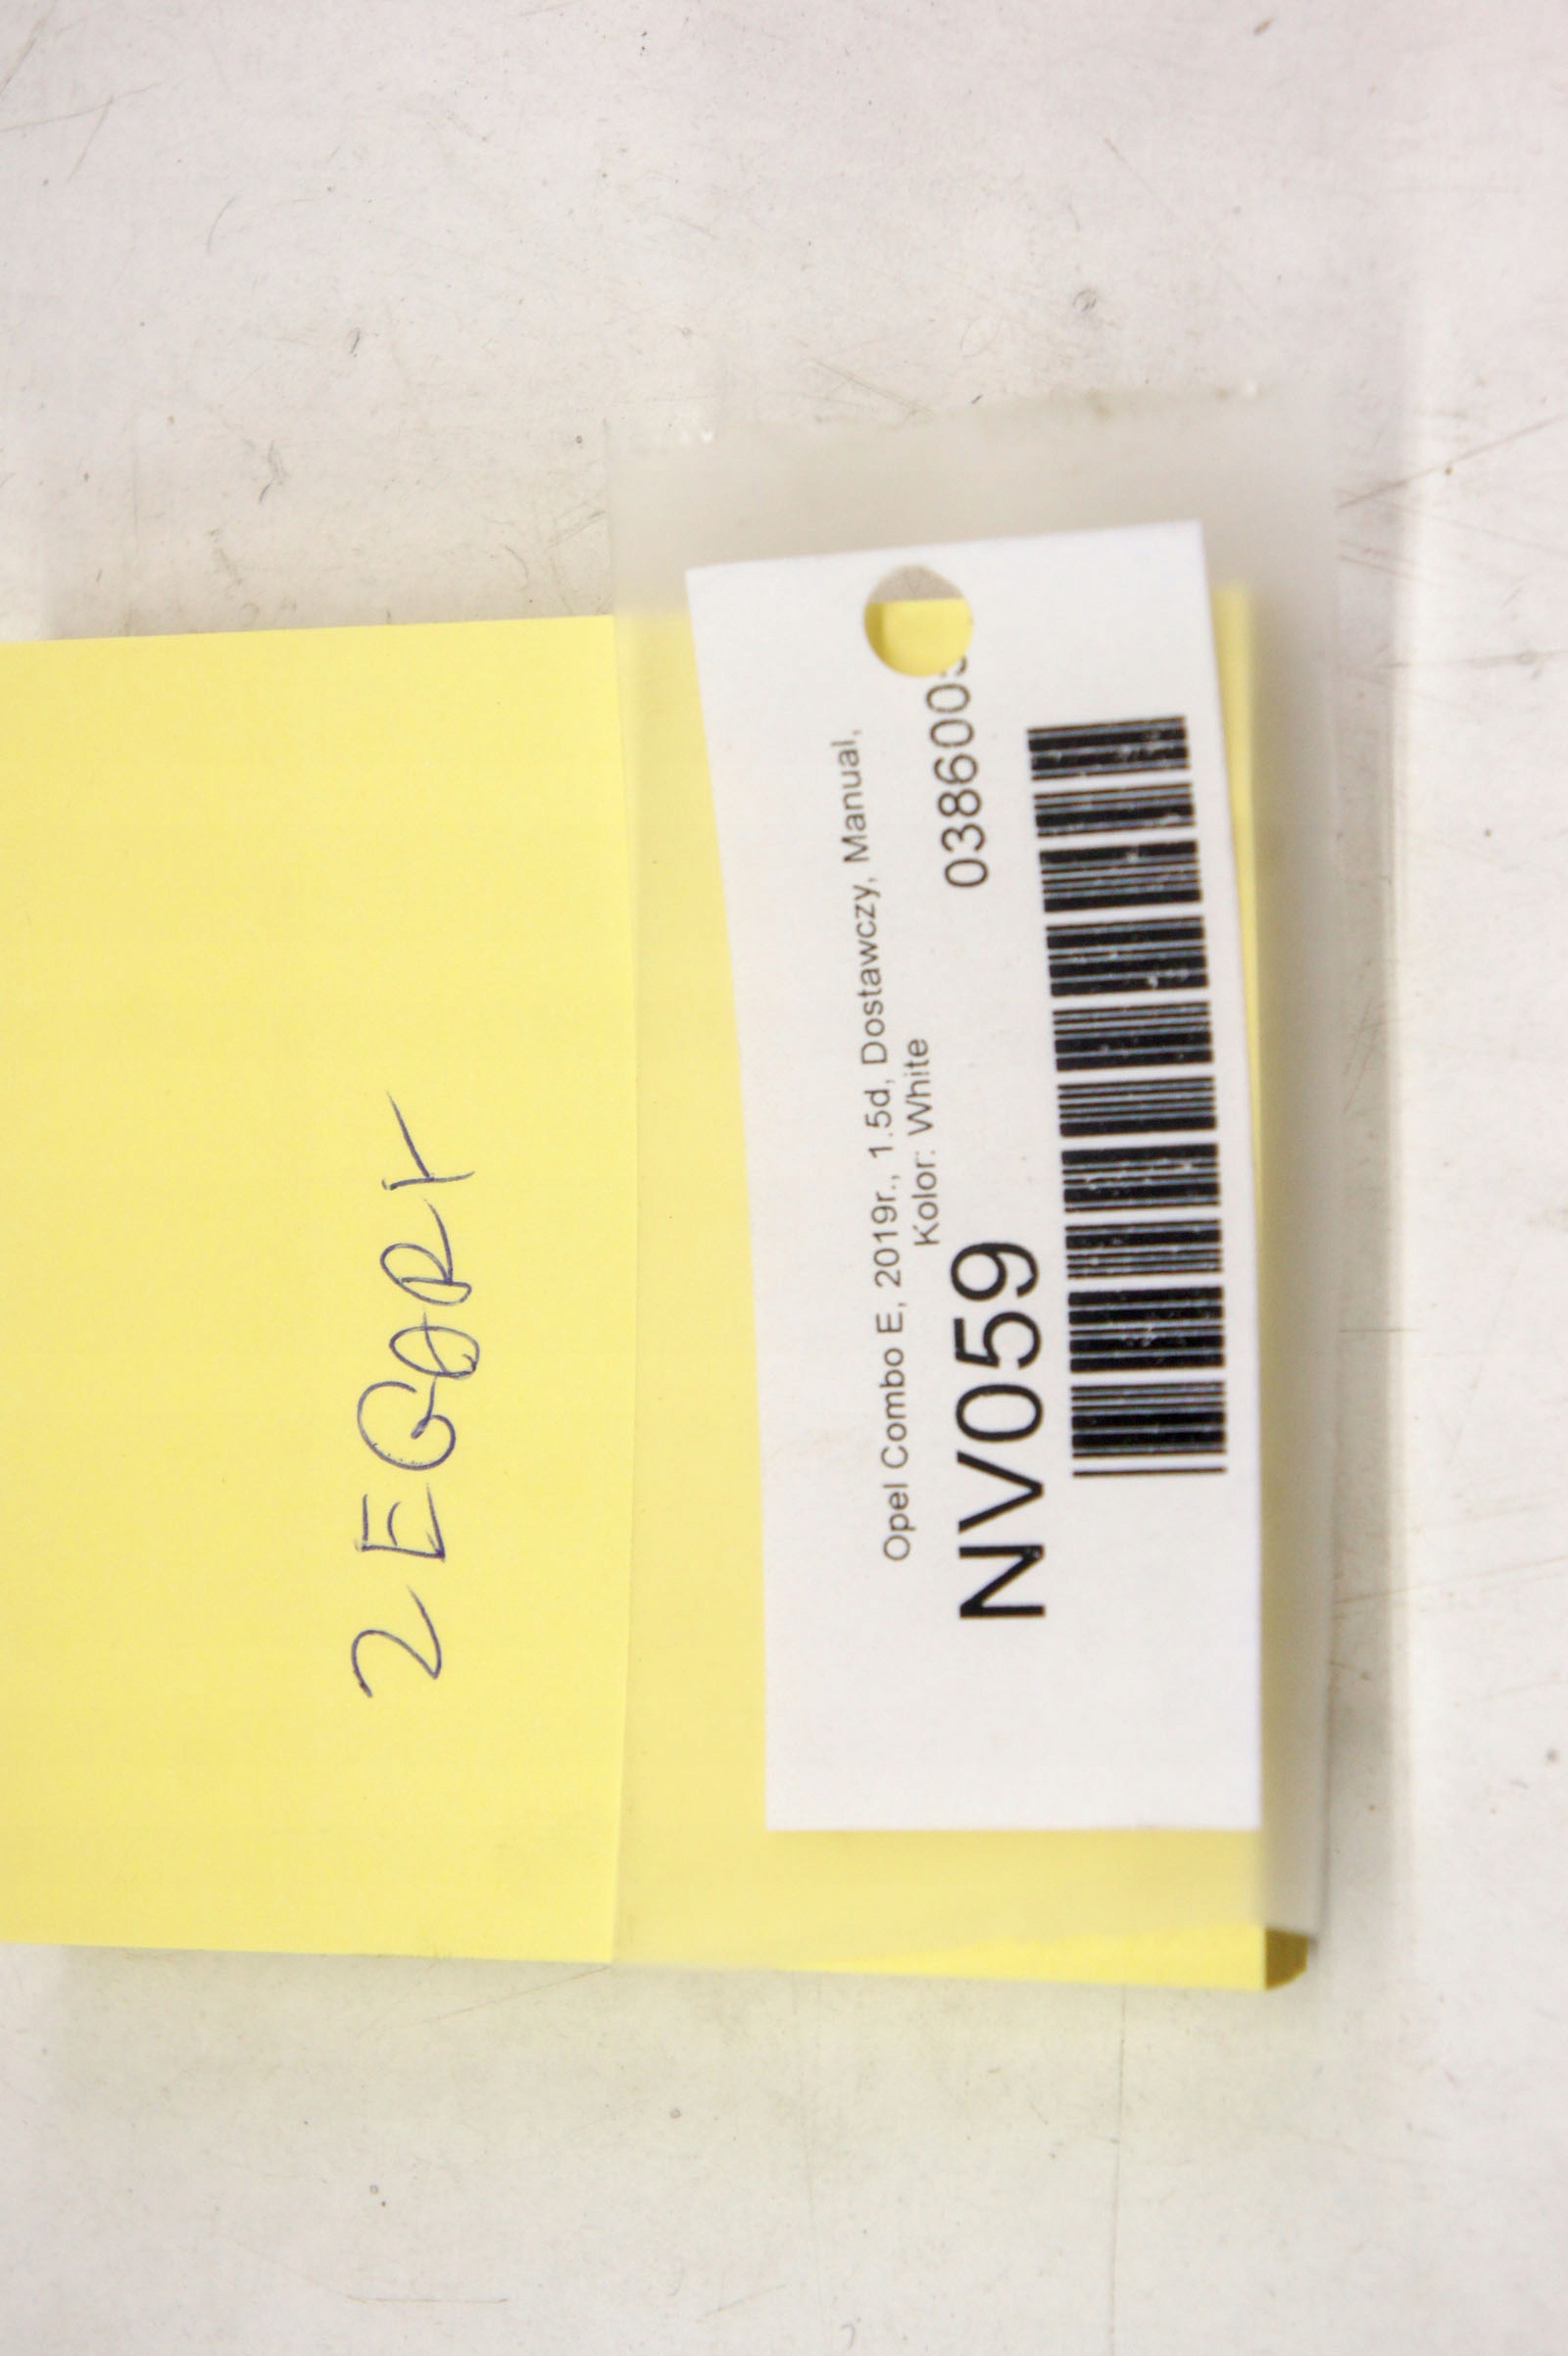 ZEGARY
Opel Combo E, 2019r., 1.5d, Dostawczy, Manual,
Kolor: White
NV059
038600